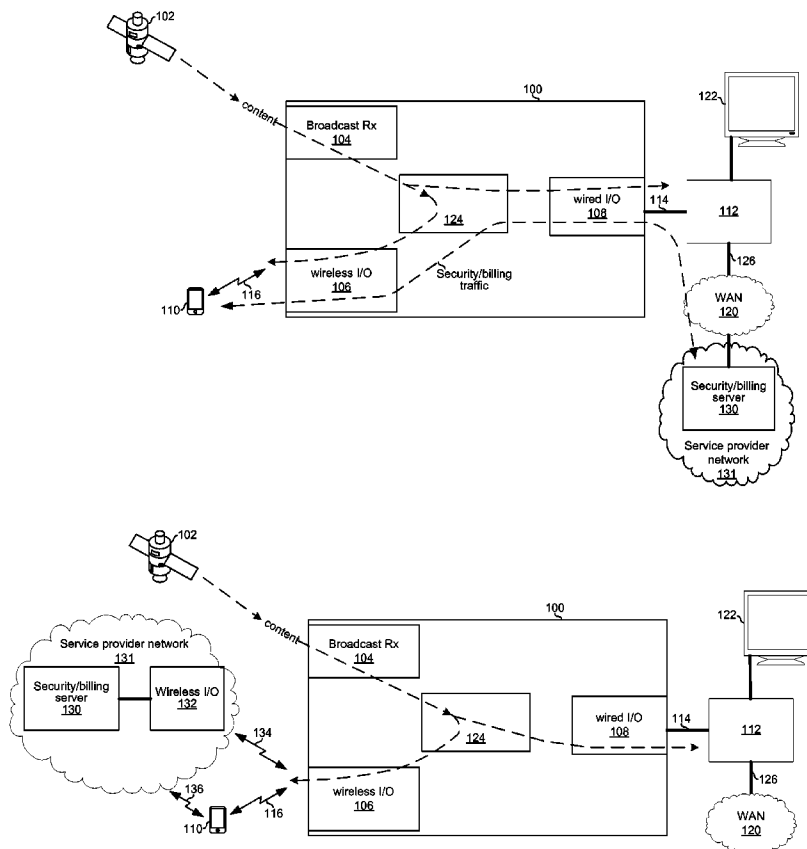 102
content
100
Broadcast Rx
104
122
124
wired I/O
108
114
112
wireless I/O
106
Security/billing
traffic
116
110
126
WAN
120
Security/billing
server
130
Service provider
network
131
102
content
100
Broadcast Rx
104
122
Service provider network
131
Security/billing
server
130
Wireless I/O
132
124
wired I/O
108
114
112
134
wireless I/O
106
136
116
110
126
WAN
120